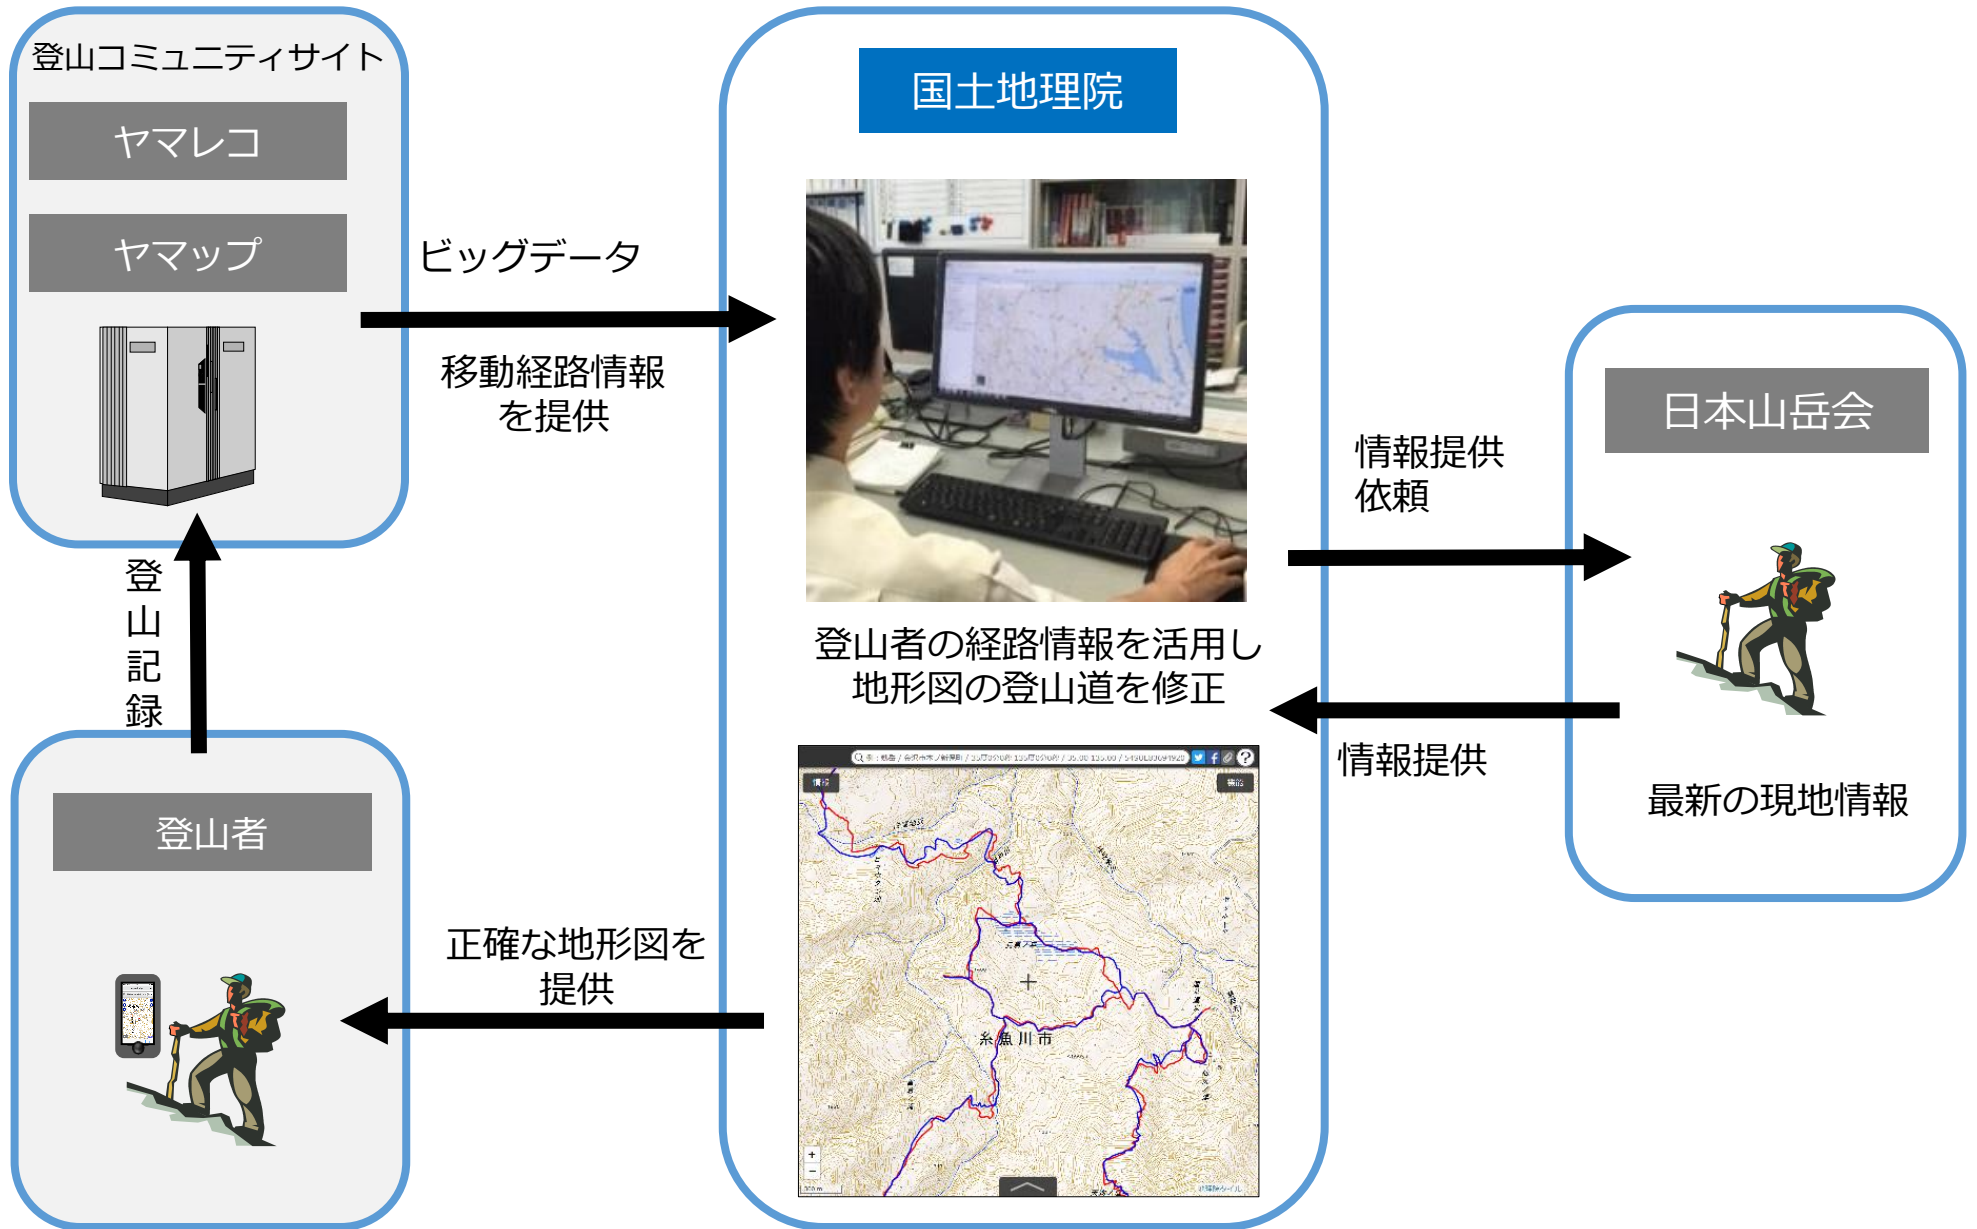 登山コミュニティサイト
ヤマレコ
ヤマップ
登山記録
登山者
ビッグデータ
移動経路情報
を提供
国土地理院
登山者の経路情報を活用し
地形図の登山道を修正
情報
機能
糸魚川市
+
−
正確な地形図を
提供
情報提供
依頼
情報提供
日本山岳会
最新の現地情報